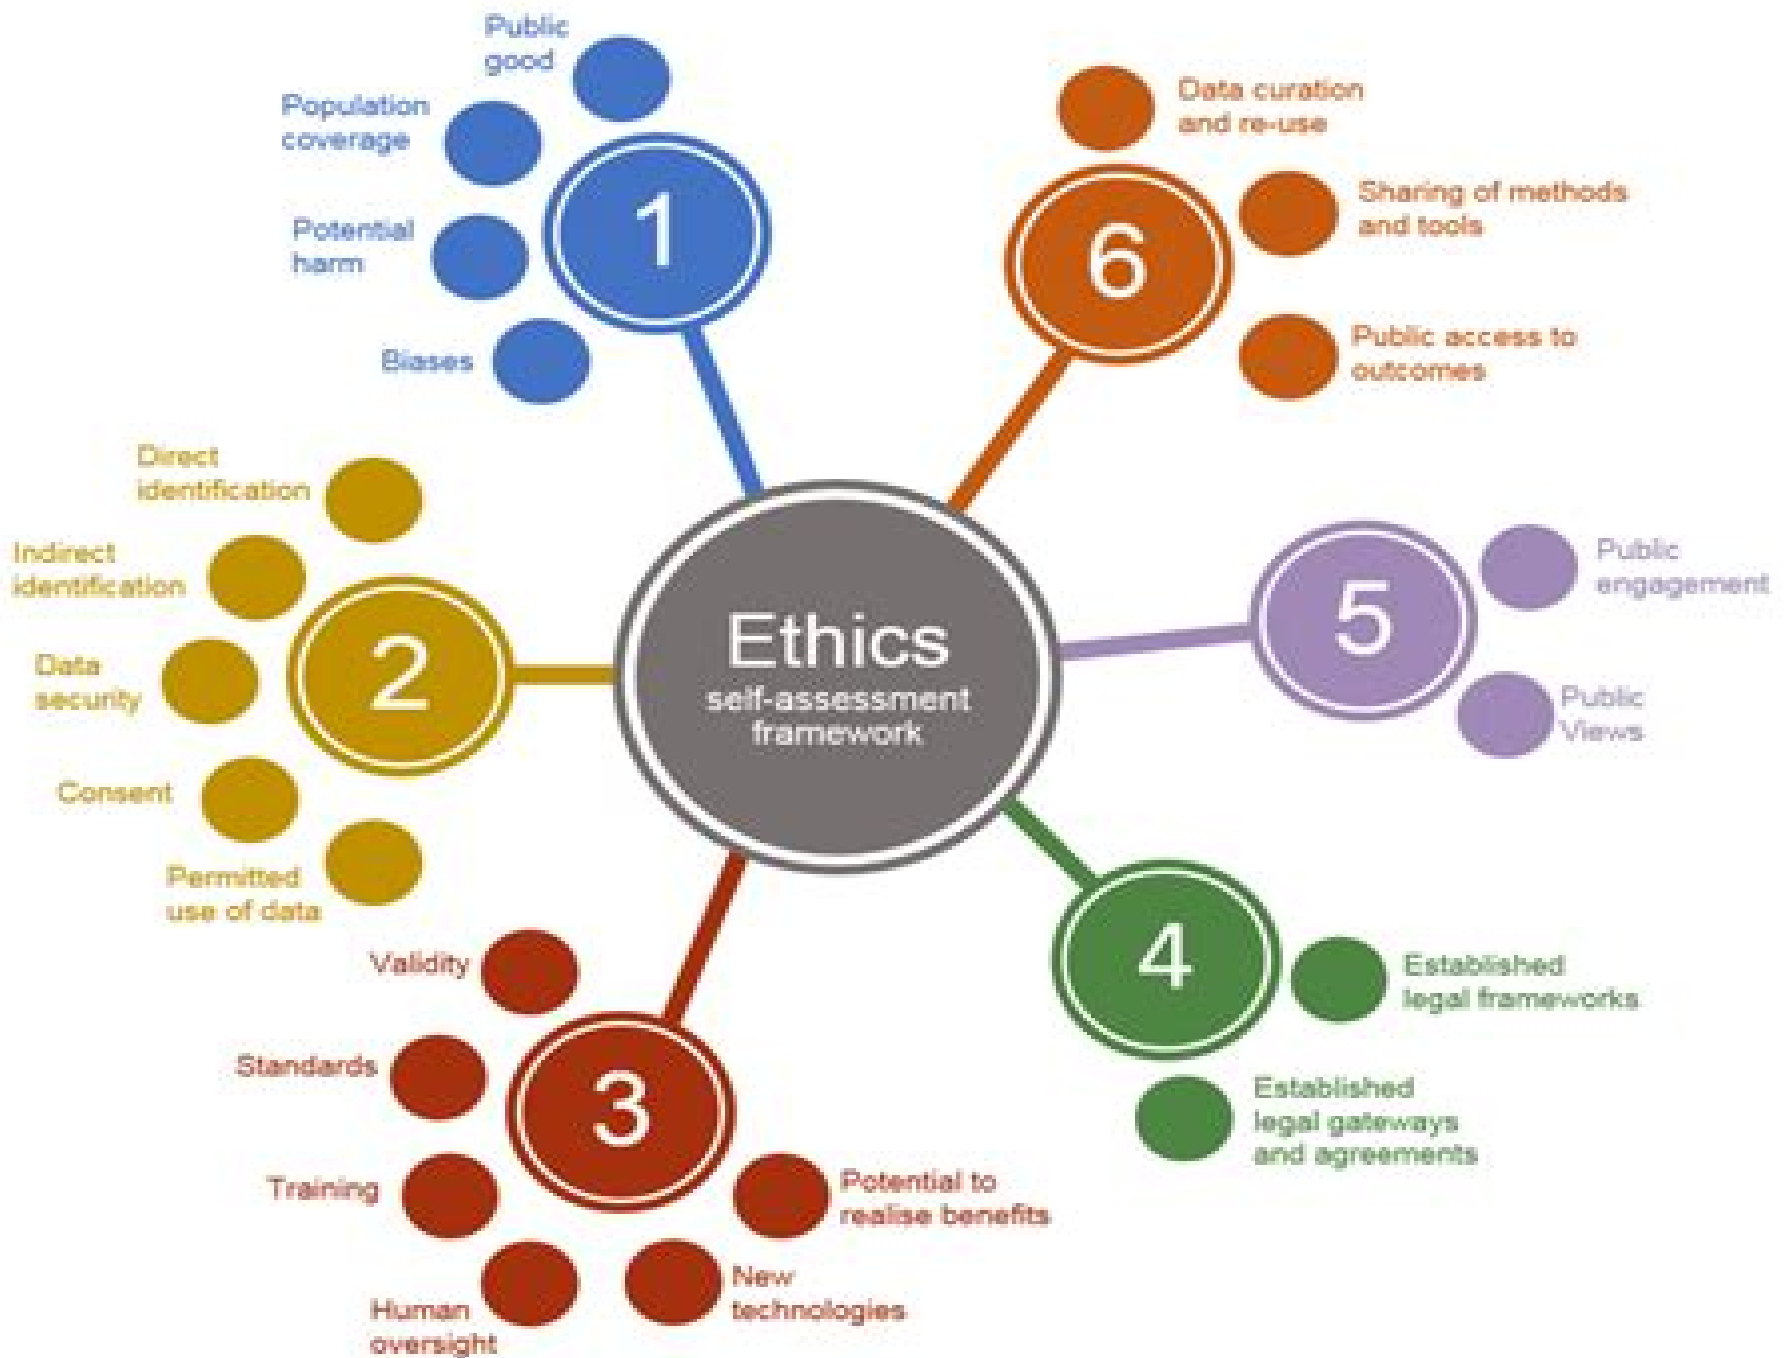 Public
good
Population
coverage
Potential
harm
Biases
1
Direct
identification
Indirect
identification
Data
security
Consent
Permitted
use of data
2
Validity
Standards
Training
Human
oversight
New
technologies
Potential to
realise benefits
3
Ethics
self-assessment
framework
Established
legal frameworks
Established
legal gateways
and agreements
4
Public
engagement
Public
Views
5
Data curation
and re-use
Sharing of methods
and tools
Public access to
outcomes
6